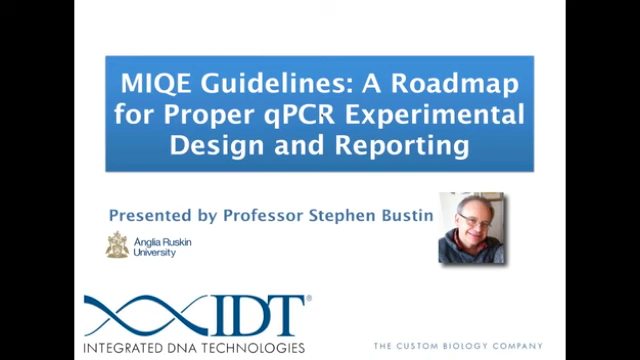 MIQE Guidelines: A Roadmap
for Proper qPCR Experimental
Design and Reporting
Presented by Professor Stephen Bustin
Anglia Ruskin
University
IDT®
INTEGRATED DNA TECHNOLOGIES
THE CUSTOM BIOLOGY COMPANY